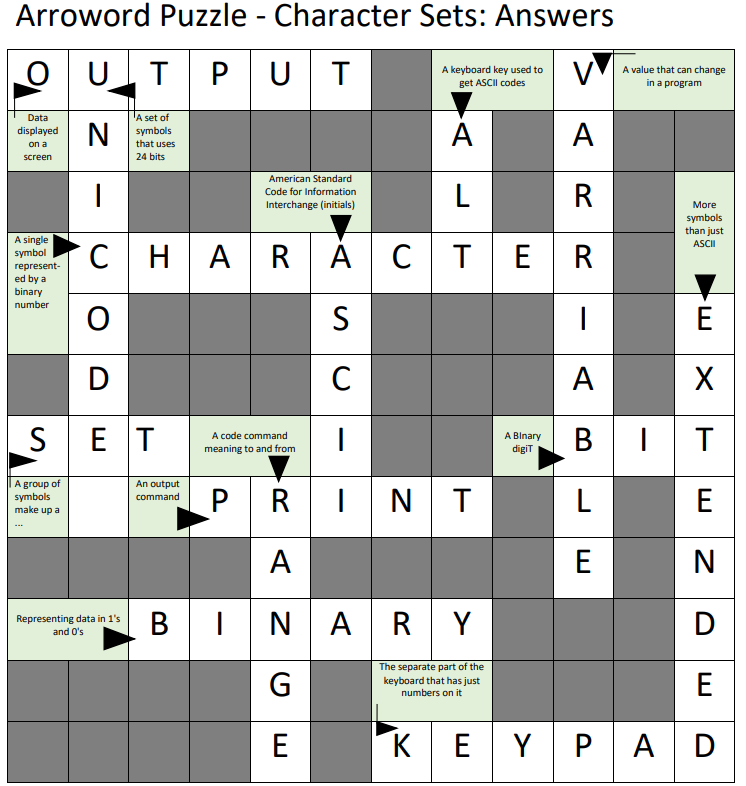 Arroword Puzzle - Character Sets: Answers
O U T P U T
A keyboard key used to
get ASCII codes
V
A value that can change
in a program
Data
displayed
on a
screen
N
A set of
symbols
that uses
24 bits
A A
I
American Standard
Code for Information
Interchange (initials)
L R
More
symbols
than just
ASCII
A single
symbol
represent-
ed by a
binary
number
C H A R A C T E R
O S I E
D C A X
S E T
A code command
meaning to and from
I
A BInary
digiT
B I T
A group of
symbols
make up a
...
An output
command
P R I N T L E
A E N
Representing data in 1's
and 0's
B I N A R Y D
G
The separate part of the
keyboard that has just
numbers on it
E
E K E Y P A D